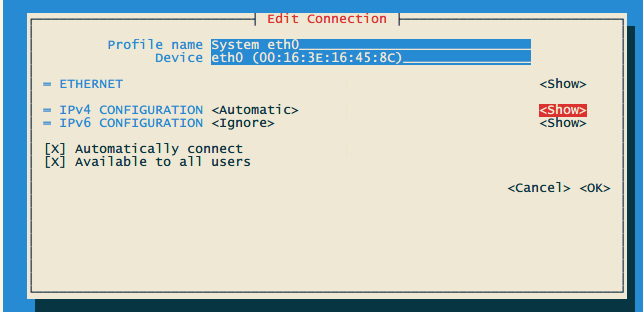 Edit Connection
Profile name System eth0
Device eth0 (00:16:3E:16:45:8C)
= ETHERNET <Show>
= IPv4 CONFIGURATION <Automatic> <Show>
= IPv6 CONFIGURATION <Ignore> <Show>
[X] Automatically connect
[X] Available to all users
<Cancel> <OK>